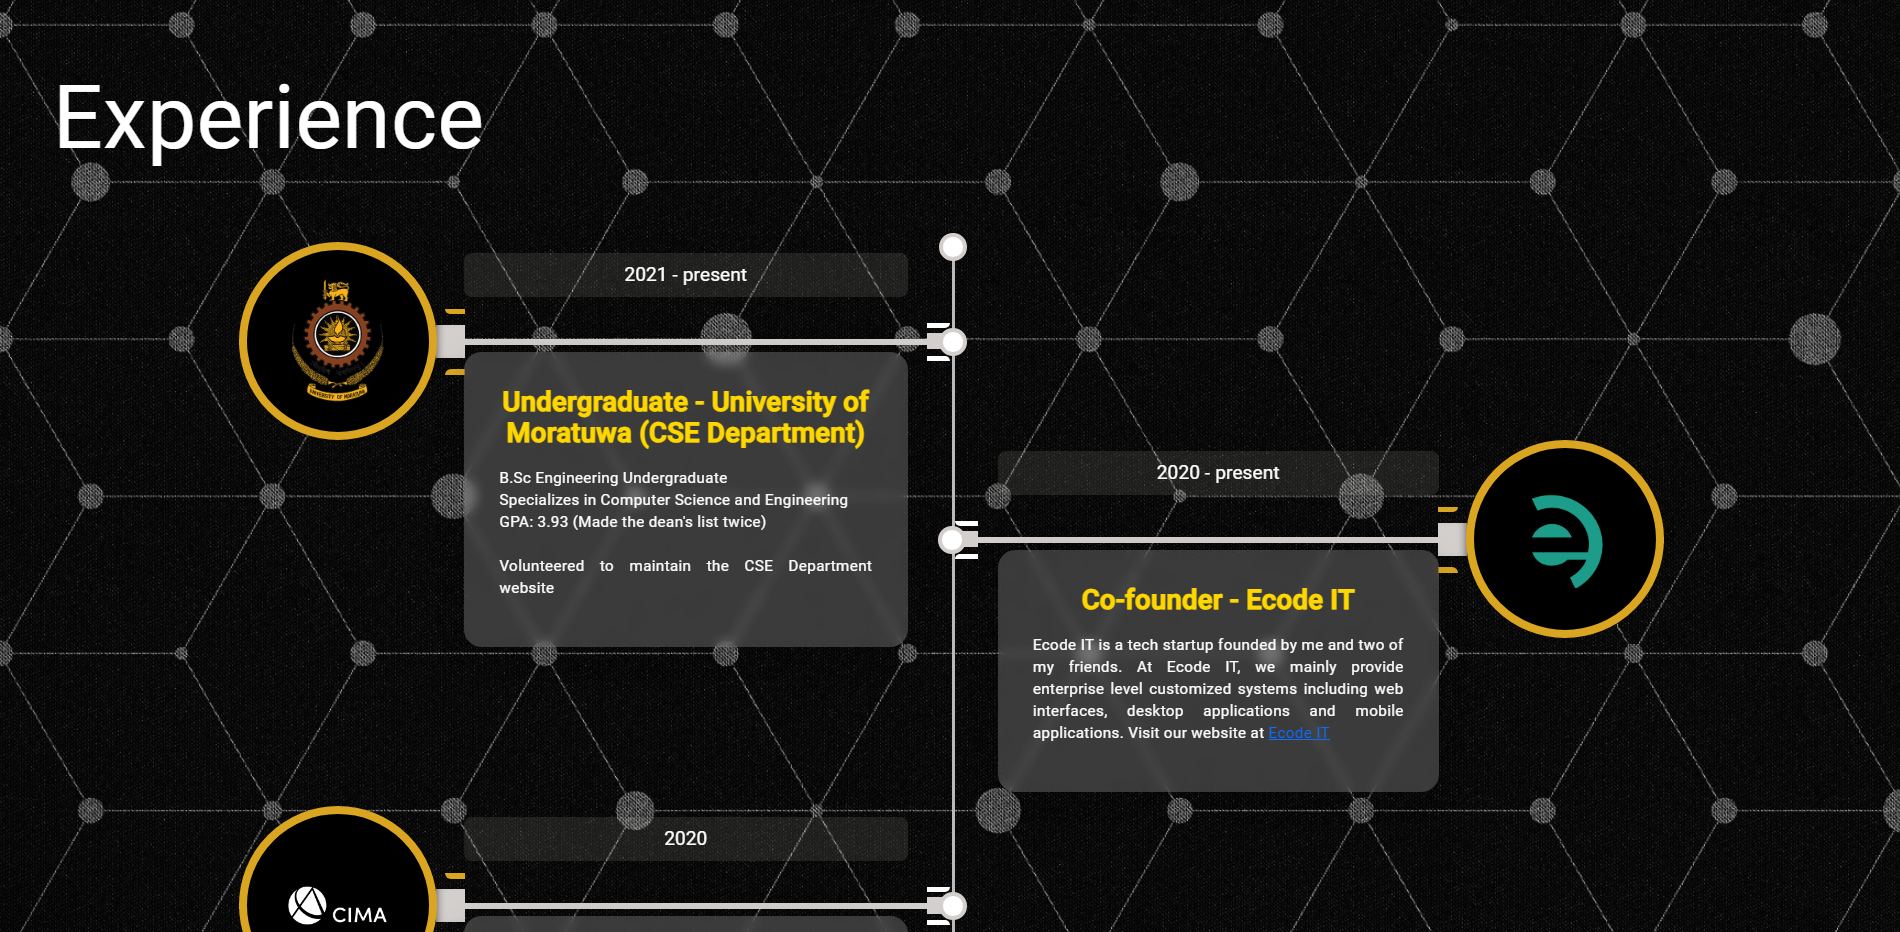 Experience
2021 - present
UNIVERSITY OF MORATUWA
Undergraduate - University of
Moratuwa (CSE Department)
B.Sc Engineering Undergraduate
Specializes in Computer Science and Engineering
GPA: 3.93 (Made the dean's list twice)
Volunteered to maintain the CSE Department
website
2020 - present
Co-founder - Ecode IT
Ecode IT is a tech startup founded by me and two of
my friends. At Ecode IT, we mainly provide
enterprise level customized systems including web
interfaces, desktop applications and mobile
applications. Visit our website at Ecode IT
2020
CIMA